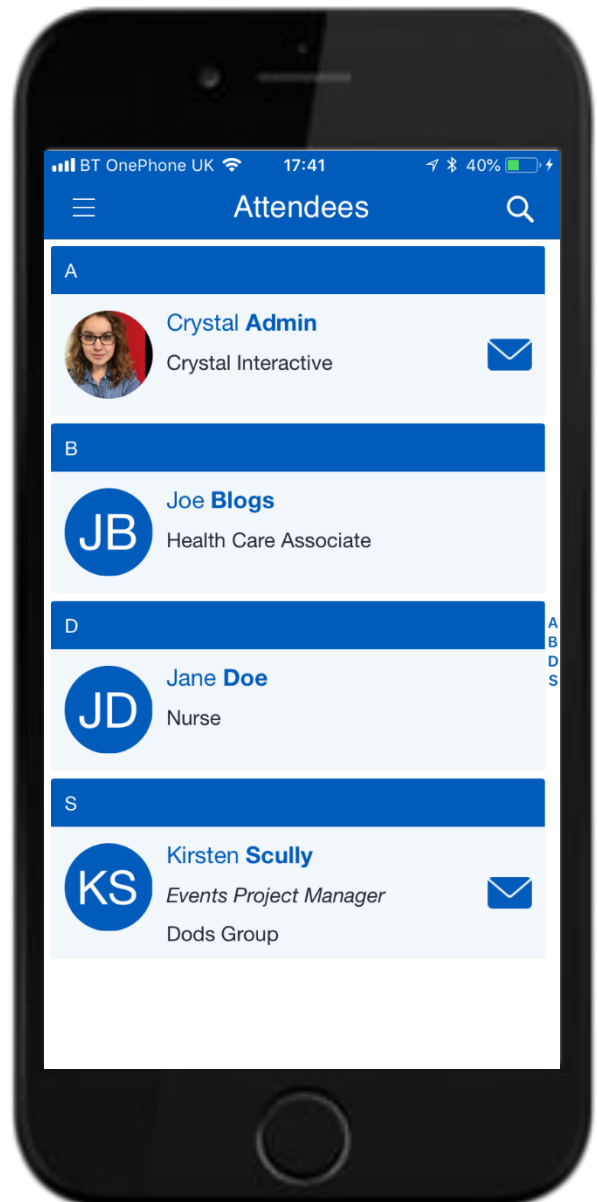 BT OnePhone UK 17:41 40%
Attendees
A
Crystal Admin
Crystal Interactive
B
JB
Joe Blogs
Health Care Associate
D
JD
Jane Doe
Nurse
S
KS
Kirsten Scully
Events Project Manager
Dods Group
A
B
D
S